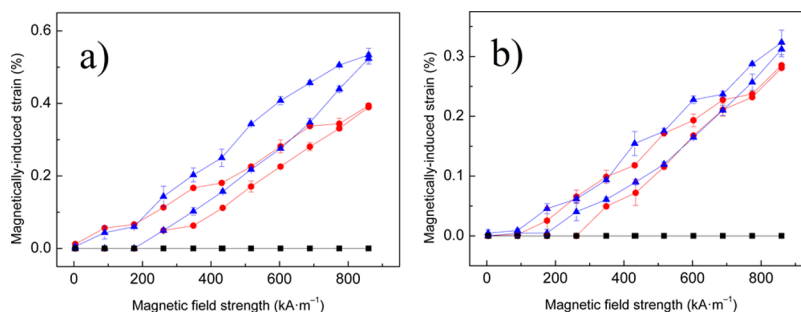 a)
Magnetically-induced strain (%)
0.6
0.4
0.2
0.0
0 200 400 600 800
Magnetic field strength (kA·m⁻¹)
b)
Magnetically-induced strain (%)
0.3
0.2
0.1
0.0
0 200 400 600 800
Magnetic field strength (kA·m⁻¹)